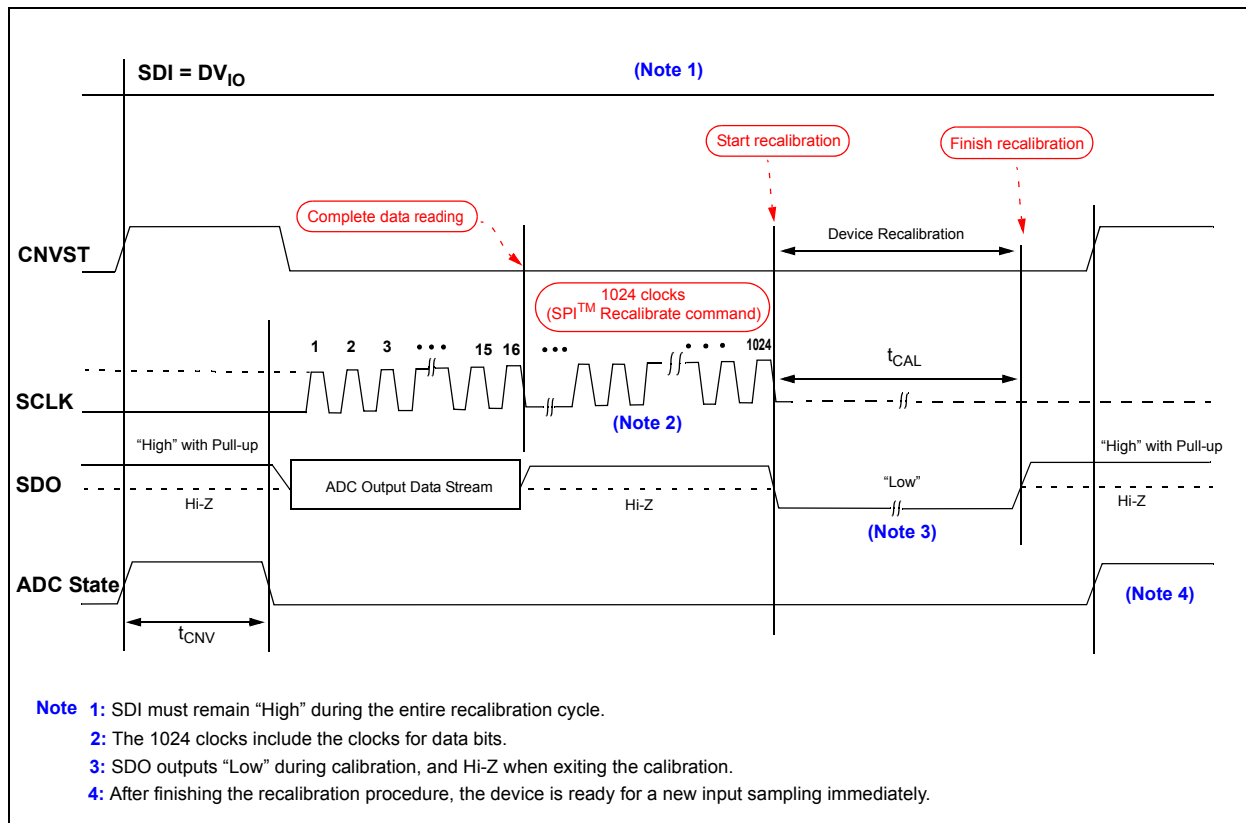 SDI = DVIO
(Note 1)
Start recalibration
Finish recalibration
Complete data reading
Device Recalibration
CNVST
1024 clocks
(SPI™ Recalibrate command)
1 2 3 • • • 15 16 • • • • • • 1024
tCAL
SCLK
(Note 2)
“High” with Pull-up
“High” with Pull-up
SDO
ADC Output Data Stream
“Low”
Hi-Z
Hi-Z
Hi-Z
(Note 3)
ADC State
(Note 4)
tCNV
Note 1: SDI must remain “High” during the entire recalibration cycle.
2: The 1024 clocks include the clocks for data bits.
3: SDO outputs “Low” during calibration, and Hi-Z when exiting the calibration.
4: After finishing the recalibration procedure, the device is ready for a new input sampling immediately.